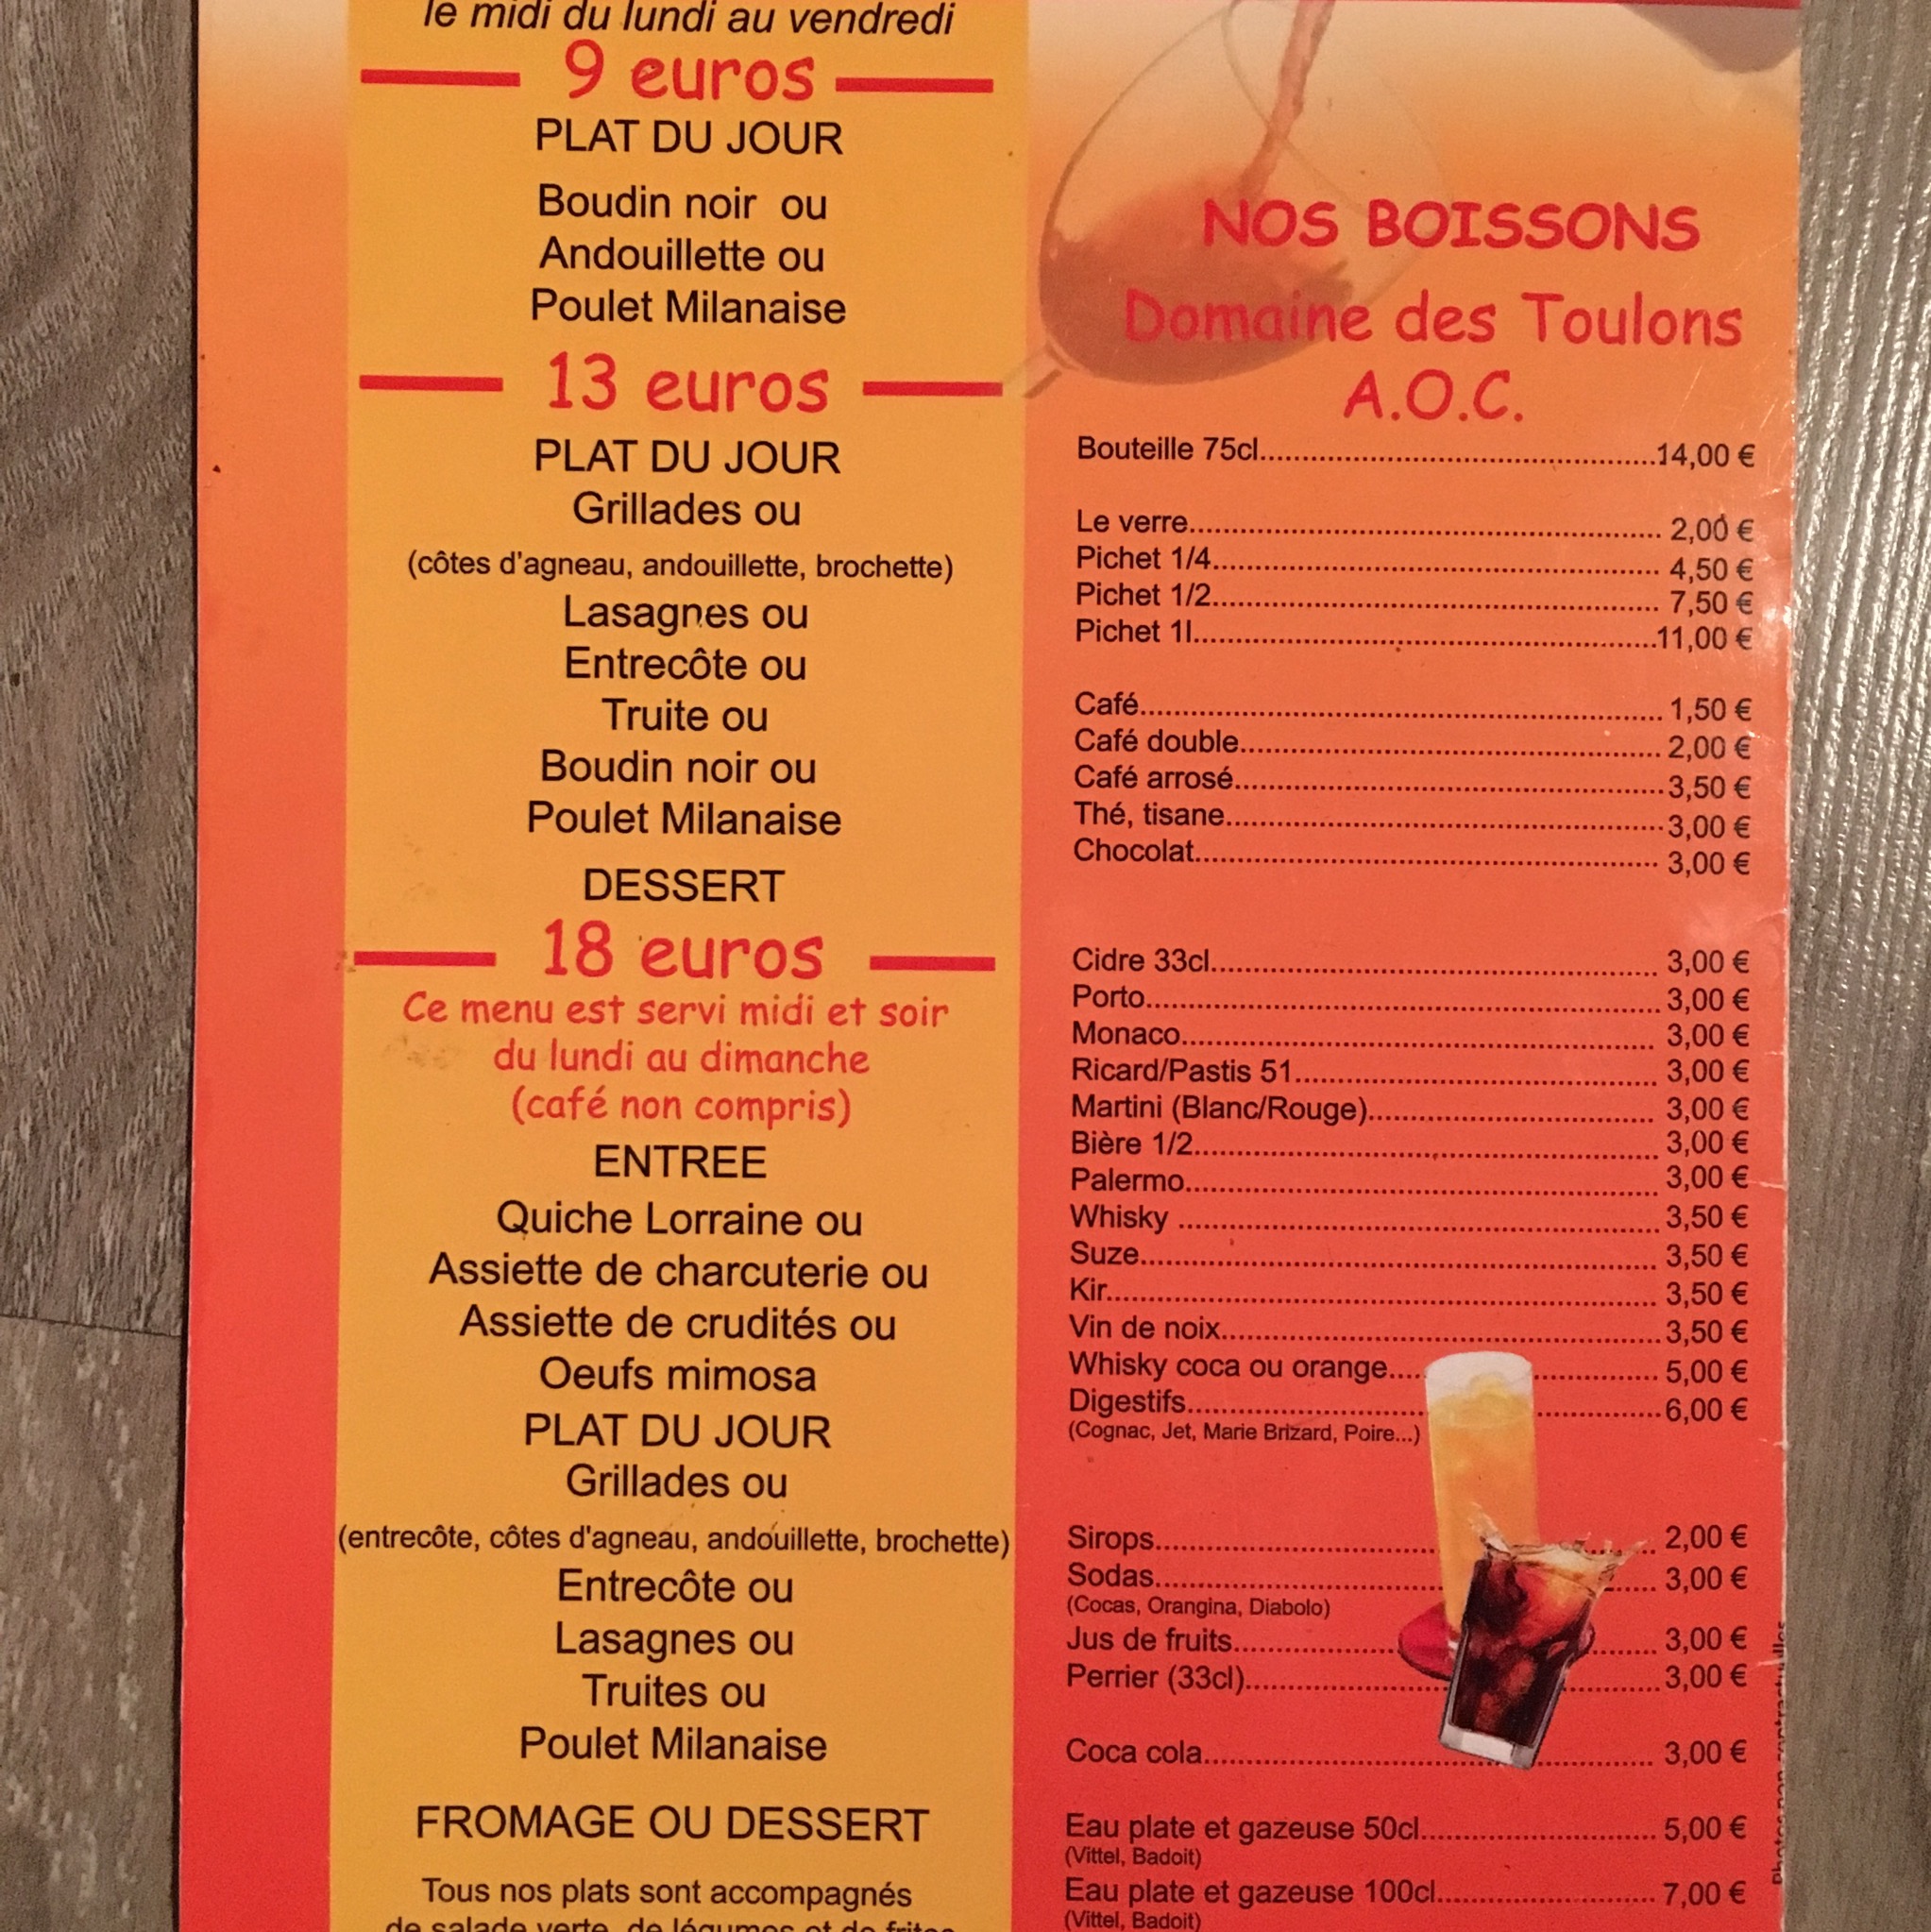 le midi du lundi au vendredi
9 euros
PLAT DU JOUR
Boudin noir ou
Andouillette ou
Poulet Milanaise
13 euros
PLAT DU JOUR
Grillades ou
(côtes d'agneau, andouillette, brochette)
Lasagnes ou
Entrecôte ou
Truite ou
Boudin noir ou
Poulet Milanaise
DESSERT
18 euros
Ce menu est servi midi et soir
du lundi au dimanche
(café non compris)
ENTREE
Quiche Lorraine ou
Assiette de charcuterie ou
Assiette de crudités ou
Oeufs mimosa
PLAT DU JOUR
Grillades ou
(entrecôte, côtes d'agneau, andouillette, brochette)
Entrecôte ou
Lasagnes ou
Truites ou
Poulet Milanaise
FROMAGE OU DESSERT
Tous nos plats sont accompagnés
de salade verte, de légumes et de frites
NOS BOISSONS
Domaine des Toulons
A.O.C.
Bouteille 75cl 14,00 €
Le verre 2,00 €
Pichet 1/4 4,50 €
Pichet 1/2 7,50 €
Pichet 1l 11,00 €
Café 1,50 €
Café double 2,00 €
Café arrosé 3,50 €
Thé, tisane 3,00 €
Chocolat 3,00 €
Cidre 33cl 3,00 €
Porto 3,00 €
Monaco 3,00 €
Ricard/Pastis 51 3,00 €
Martini (Blanc/Rouge) 3,00 €
Bière 1/2 3,00 €
Palermo 3,00 €
Whisky 3,50 €
Suze 3,50 €
Kir 3,50 €
Vin de noix 3,50 €
Whisky coca ou orange 5,00 €
Digestifs 6,00 €
(Cognac, Jet, Marie Brizard, Poire...)
Sirops 2,00 €
Sodas 3,00 €
(Cocas, Orangina, Diabolo)
Jus de fruits 3,00 €
Perrier (33cl) 3,00 €
Coca cola 3,00 €
Eau plate et gazeuse 50cl 5,00 €
(Vittel, Badoit)
Eau plate et gazeuse 100cl 7,00 €
(Vittel, Badoit)